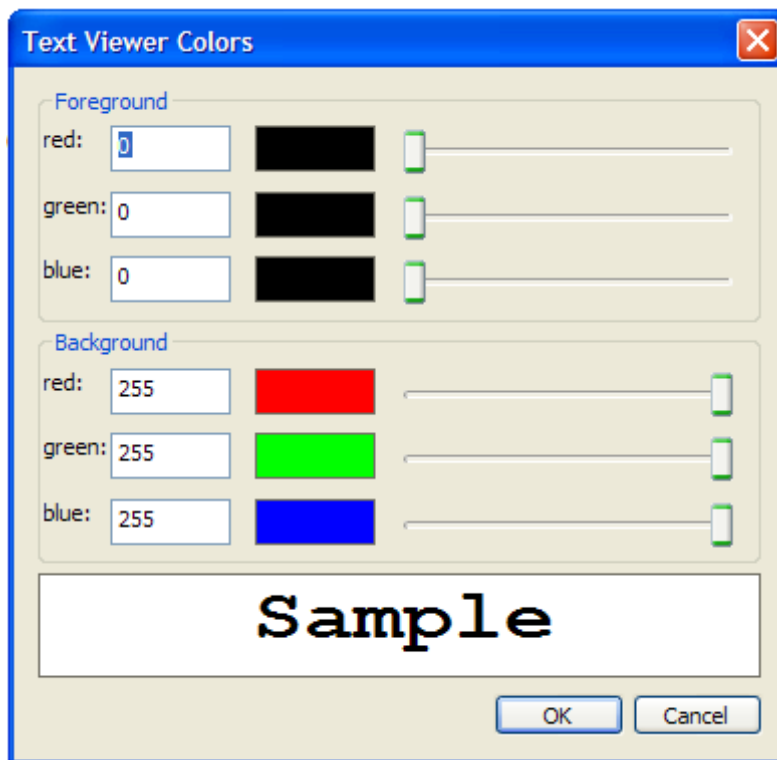 Text Viewer Colors
Foreground
red: 0
green: 0
blue: 0
Background
red: 255
green: 255
blue: 255
Sample
OK Cancel